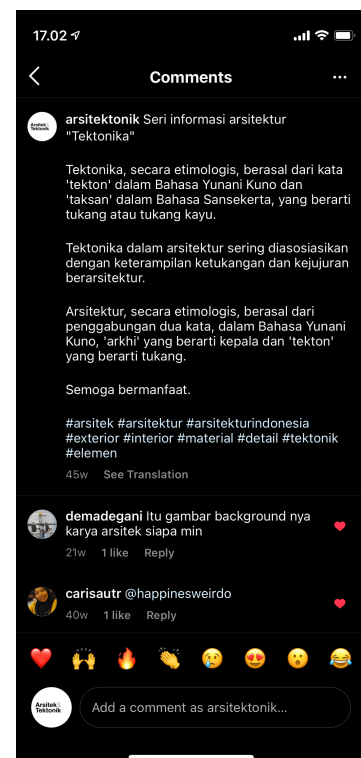 17.02
Comments
arsitektonik Seri informasi arsitektur
"Tektonika"
Tektonika, secara etimologis, berasal dari kata
'tekton' dalam Bahasa Yunani Kuno dan
'taksan' dalam Bahasa Sansekerta, yang berarti
tukang atau tukang kayu.
Tektonika dalam arsitektur sering diasosiasikan
dengan keterampilan ketukangan dan kejujuran
berarsitektur.
Arsitektur, secara etimologis, berasal dari
penggabungan dua kata, dalam Bahasa Yunani
Kuno, 'arkhi' yang berarti kepala dan 'tekton'
yang berarti tukang.
Semoga bermanfaat.
#arsitek #arsitektur #arsitekturindonesia
#exterior #interior #material #detail #tektonik
#elemen
45w See Translation
demadegani Itu gambar background nya
karya arsitek siapa min
21w 1 like Reply
carisautr @happinesweirdo
40w 1 like Reply
Arsitek
Tektonik
Add a comment as arsitektonik...